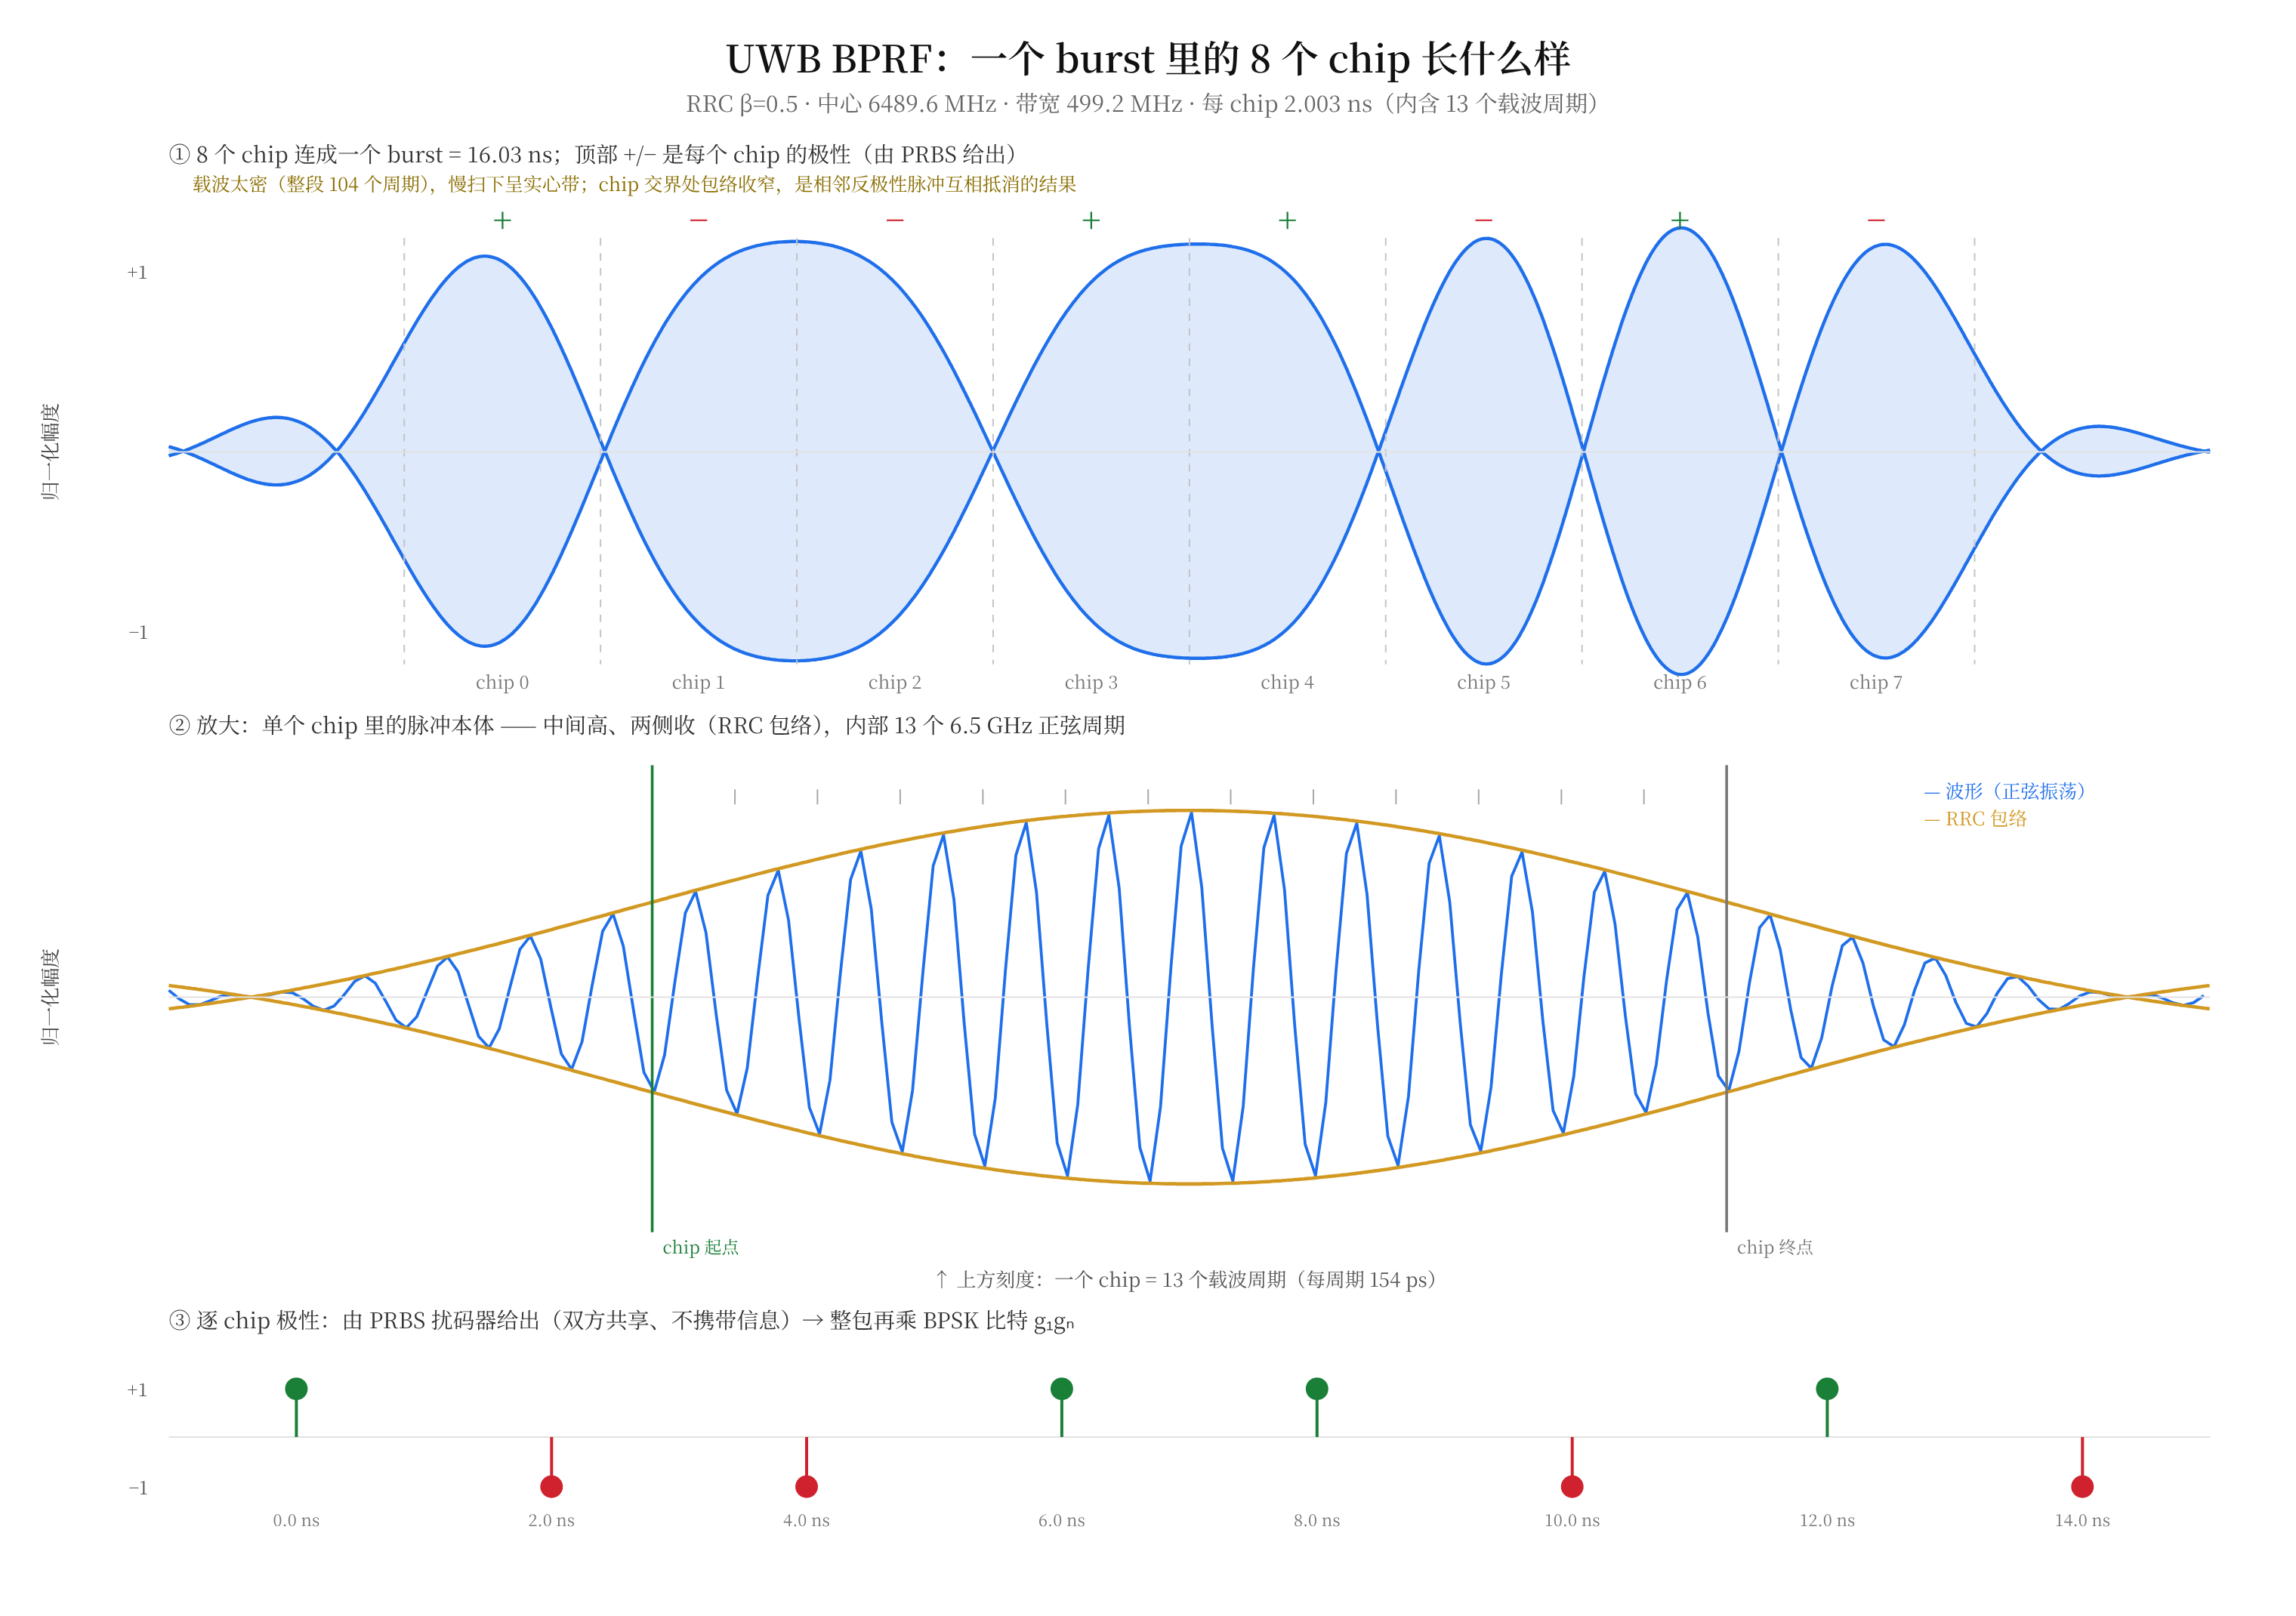 UWB BPRF：一个 burst 里的 8 个 chip 长什么样
RRC β=0.5 · 中心 6489.6 MHz · 带宽 499.2 MHz · 每 chip 2.003 ns（内含 13 个载波周期）
① 8 个 chip 连成一个 burst = 16.03 ns；顶部 +/− 是每个 chip 的极性（由 PRBS 给出）
载波太密（整段 104 个周期），慢扫下呈实心带；chip 交界处包络收窄，是相邻反极性脉冲互相抵消的结果
+ − − + + − + −
+1
归一化幅度
−1
chip 0 chip 1 chip 2 chip 3 chip 4 chip 5 chip 6 chip 7
② 放大：单个 chip 里的脉冲本体 —— 中间高、两侧收（RRC 包络），内部 13 个 6.5 GHz 正弦周期
— 波形（正弦振荡）
— RRC 包络
归一化幅度
chip 起点 chip 终点
↑ 上方刻度：一个 chip = 13 个载波周期（每周期 154 ps）
③ 逐 chip 极性：由 PRBS 扰码器给出（双方共享、不携带信息）→ 整包再乘 BPSK 比特 g₁gₙ
+1
−1
0.0 ns 2.0 ns 4.0 ns 6.0 ns 8.0 ns 10.0 ns 12.0 ns 14.0 ns